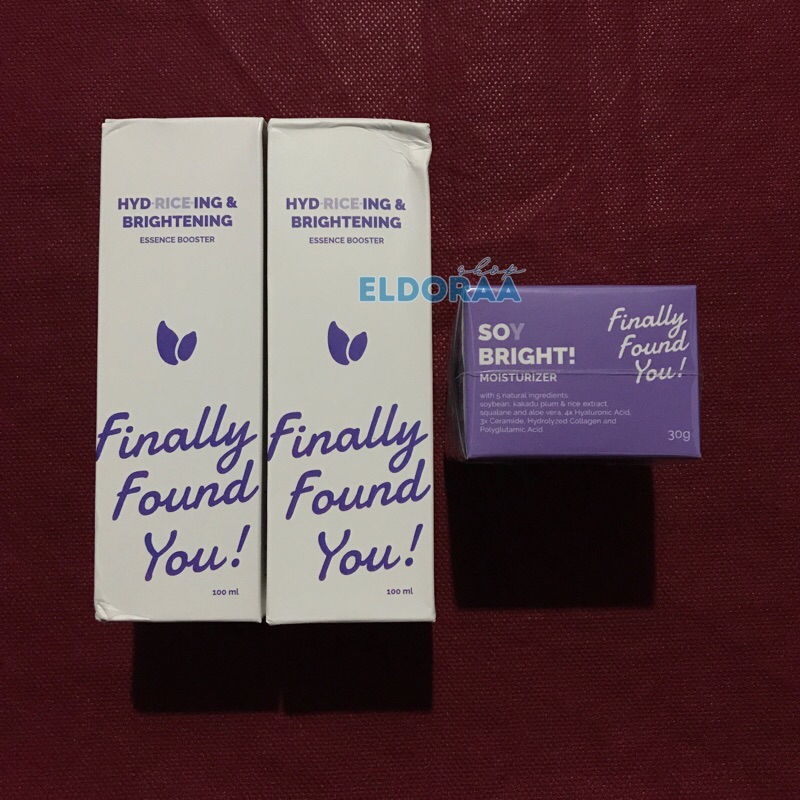 HYD·RICE·ING &
BRIGHTENING
ESSENCE BOOSTER
Finally
Found
You!
100 ml
HYD·RICE·ING &
BRIGHTENING
ESSENCE BOOSTER
Finally
Found
You!
100 ml
shop
ELDORAA
SOY
BRIGHT!
MOISTURIZER
with 5 natural ingredients
soybean, kakadu plum & rice extract,
squalane and aloe vera, 4x Hyaluronic Acid,
3x Ceramide, Hydrolyzed Collagen and
Polyglutamic Acid
Finally
Found
You!
30g